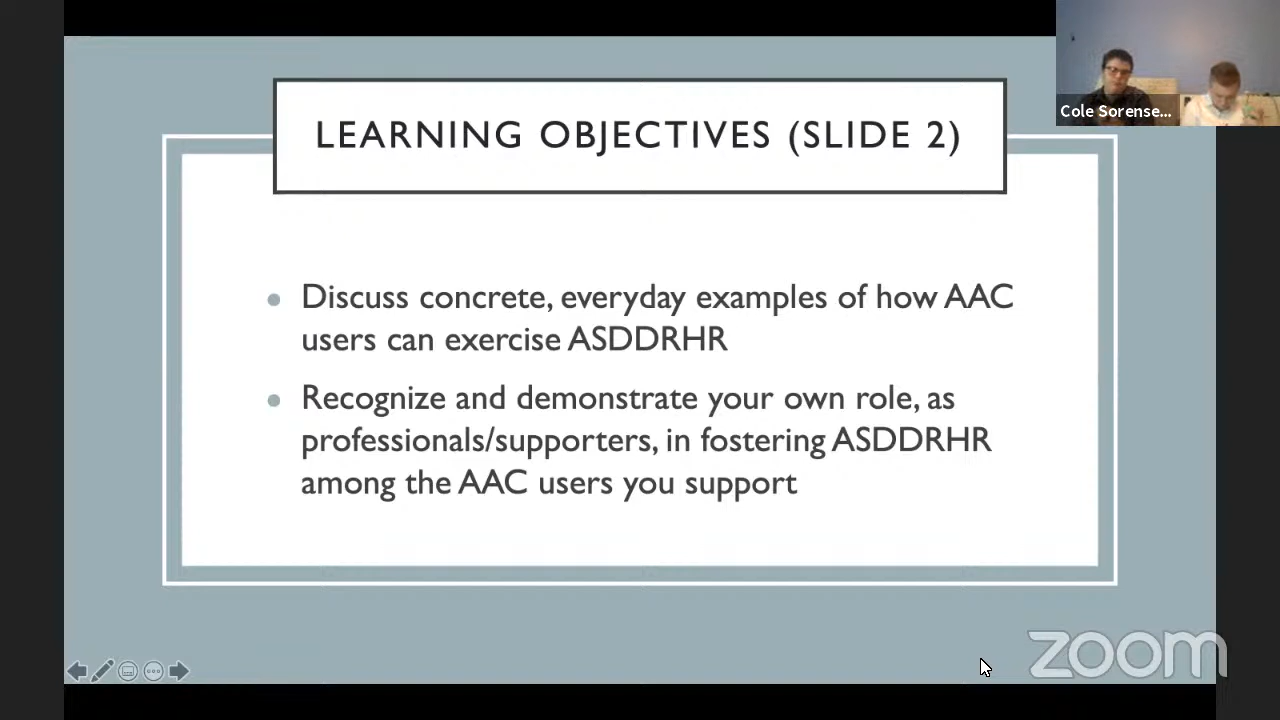 Cole Sorense...
LEARNING OBJECTIVES (SLIDE 2)
Discuss concrete, everyday examples of how AAC
users can exercise ASDDRHR
Recognize and demonstrate your own role, as
professionals/supporters, in fostering ASDDRHR
among the AAC users you support
zoom